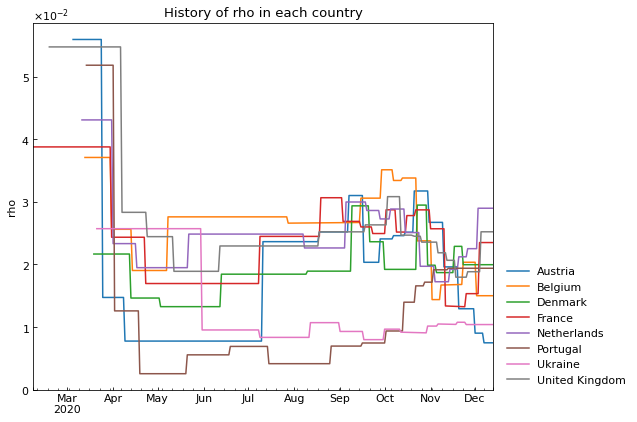 History of rho in each country
×10⁻²
5
4
3
2
1
0
rho
Mar Apr May Jun Jul Aug Sep Oct Nov Dec
2020
Austria
Belgium
Denmark
France
Netherlands
Portugal
Ukraine
United Kingdom